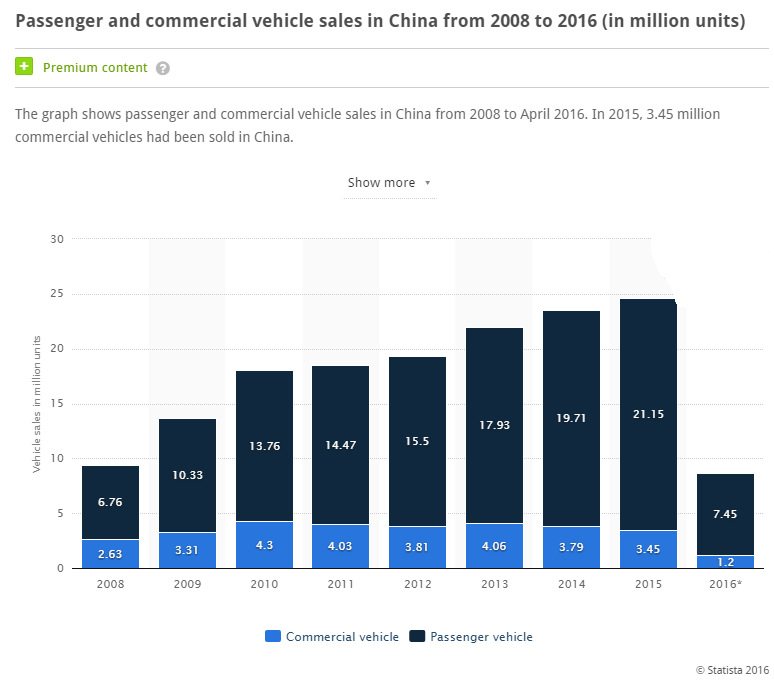 Passenger and commercial vehicle sales in China from 2008 to 2016 (in million units)
+ Premium content ?
The graph shows passenger and commercial vehicle sales in China from 2008 to April 2016. In 2015, 3.45 million
commercial vehicles had been sold in China.
Show more ▼
Vehicle sales in million units
30
25
20
15
10
5
0
6.76 10.33 13.76 14.47 15.5 17.93 19.71 21.15 7.45
2.63 3.31 4.3 4.03 3.81 4.06 3.79 3.45 1.2
2008 2009 2010 2011 2012 2013 2014 2015 2016*
Commercial vehicle Passenger vehicle
© Statista 2016